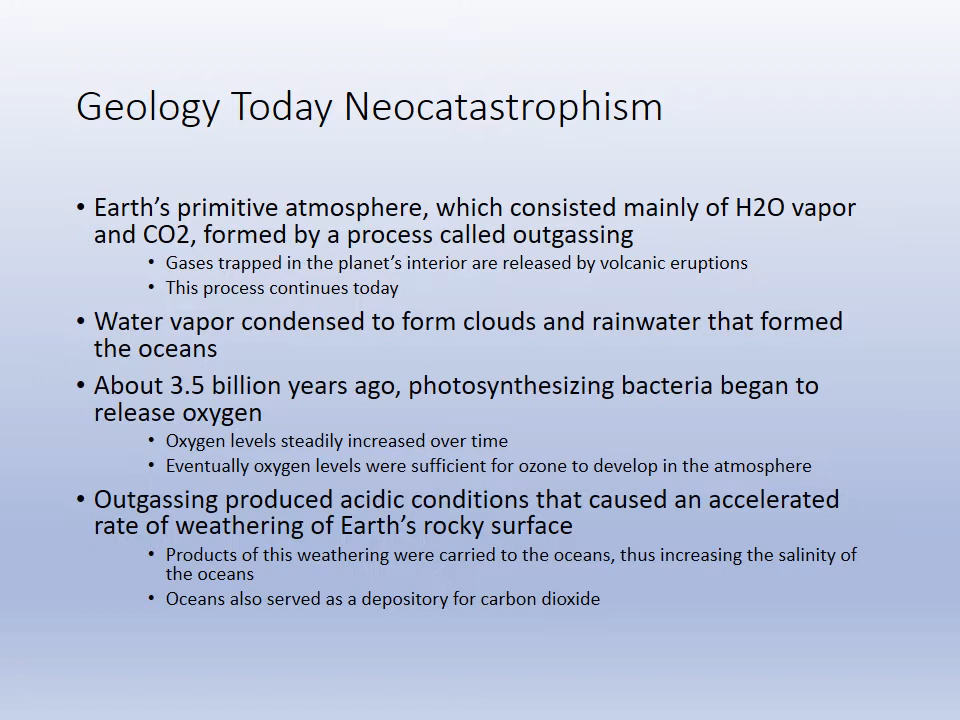 Geology Today Neocatastrophism
• Earth’s primitive atmosphere, which consisted mainly of H2O vapor
and CO2, formed by a process called outgassing
• Gases trapped in the planet’s interior are released by volcanic eruptions
• This process continues today
• Water vapor condensed to form clouds and rainwater that formed
the oceans
• About 3.5 billion years ago, photosynthesizing bacteria began to
release oxygen
• Oxygen levels steadily increased over time
• Eventually oxygen levels were sufficient for ozone to develop in the atmosphere
• Outgassing produced acidic conditions that caused an accelerated
rate of weathering of Earth’s rocky surface
• Products of this weathering were carried to the oceans, thus increasing the salinity of
the oceans
• Oceans also served as a depository for carbon dioxide